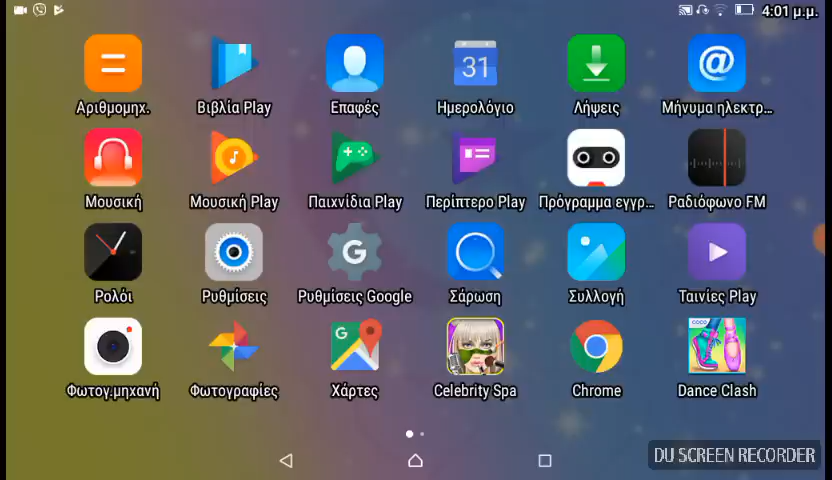 4:01 μ.μ.
31
@
Αριθμομηχ.
Βιβλία Play
Επαφές
Ημερολόγιο
Λήψεις
Μήνυμα ηλεκτρ...
Μουσική
Μουσική Play
Παιχνίδια Play
Περίπτερο Play
Πρόγραμμα εγγρ...
Ραδιόφωνο FM
G
Ρολόι
Ρυθμίσεις
Ρυθμίσεις Google
Σάρωση
Συλλογή
Ταινίες Play
G
COCO
Φωτογ.μηχανή
Φωτογραφίες
Χάρτες
Celebrity Spa
Chrome
Dance Clash
DU SCREEN RECORDER